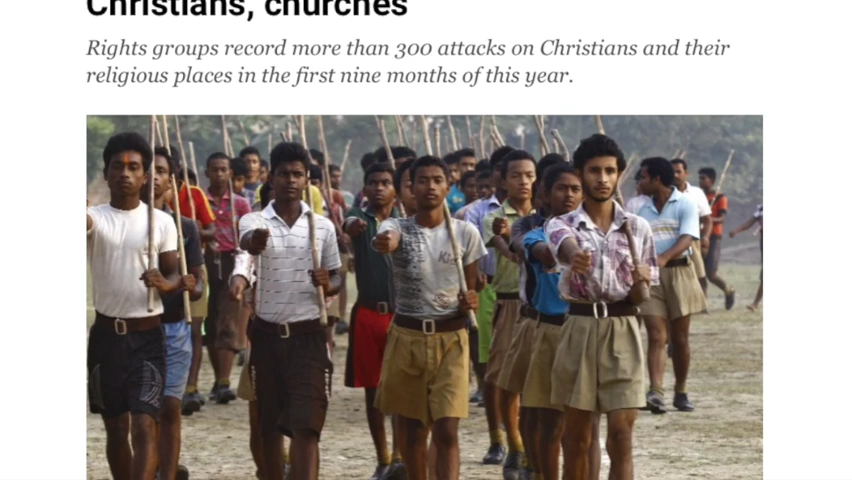 Christians, churches
Rights groups record more than 300 attacks on Christians and their
religious places in the first nine months of this year.